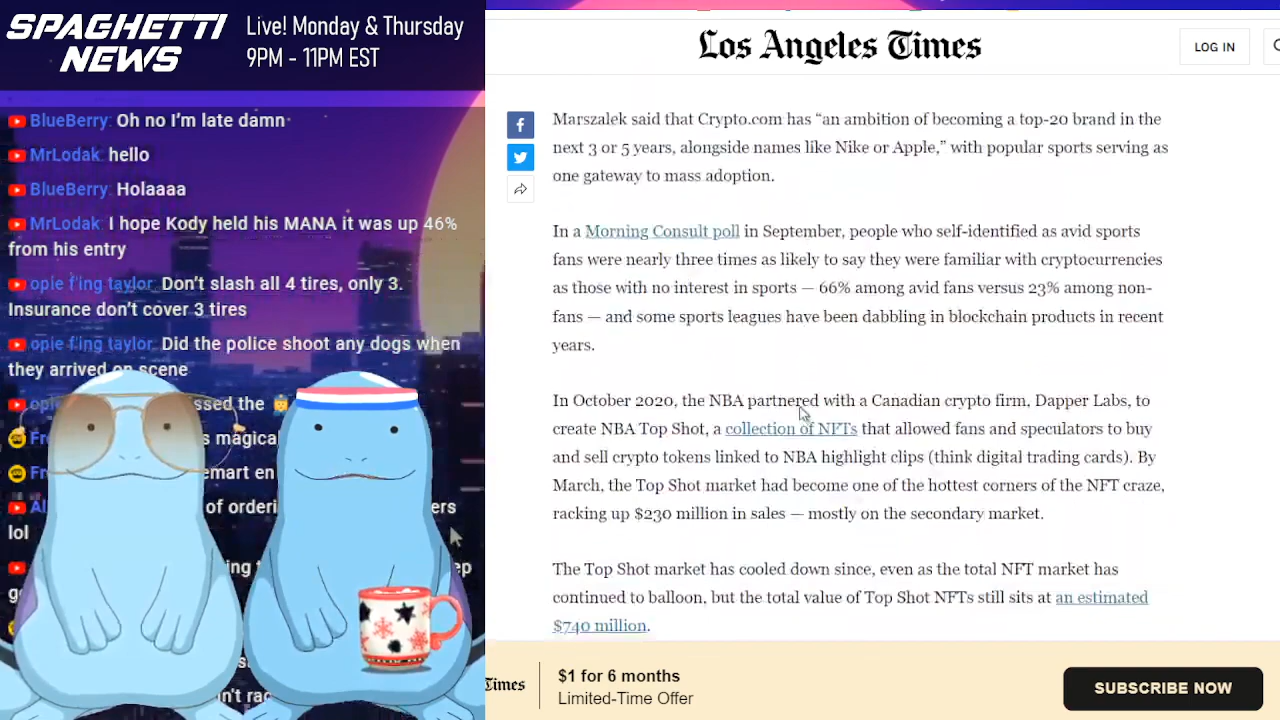 SPAGHETTI
NEWS
Live! Monday & Thursday
9PM - 11PM EST
BlueBerry: Oh no I'm late damn
MrLodak: hello
BlueBerry: Holaaaa
MrLodak: I hope Kody held his MANA it was up 46%
from his entry
opie f'ing taylor: Don't slash all 4 tires, only 3.
Insurance don't cover 3 tires
opie f'ing taylor: Did the police shoot any dogs when
they arrived on scene
lol
Los Angeles Times
LOG IN
Marszalek said that Crypto.com has “an ambition of becoming a top-20 brand in the
next 3 or 5 years, alongside names like Nike or Apple,” with popular sports serving as
one gateway to mass adoption.
In a Morning Consult poll in September, people who self-identified as avid sports
fans were nearly three times as likely to say they were familiar with cryptocurrencies
as those with no interest in sports — 66% among avid fans versus 23% among non-
fans — and some sports leagues have been dabbling in blockchain products in recent
years.
In October 2020, the NBA partnered with a Canadian crypto firm, Dapper Labs, to
create NBA Top Shot, a collection of NFTs that allowed fans and speculators to buy
and sell crypto tokens linked to NBA highlight clips (think digital trading cards). By
March, the Top Shot market had become one of the hottest corners of the NFT craze,
racking up $230 million in sales — mostly on the secondary market.
The Top Shot market has cooled down since, even as the total NFT market has
continued to balloon, but the total value of Top Shot NFTs still sits at an estimated
$740 million.
Times
$1 for 6 months
Limited-Time Offer
SUBSCRIBE NOW